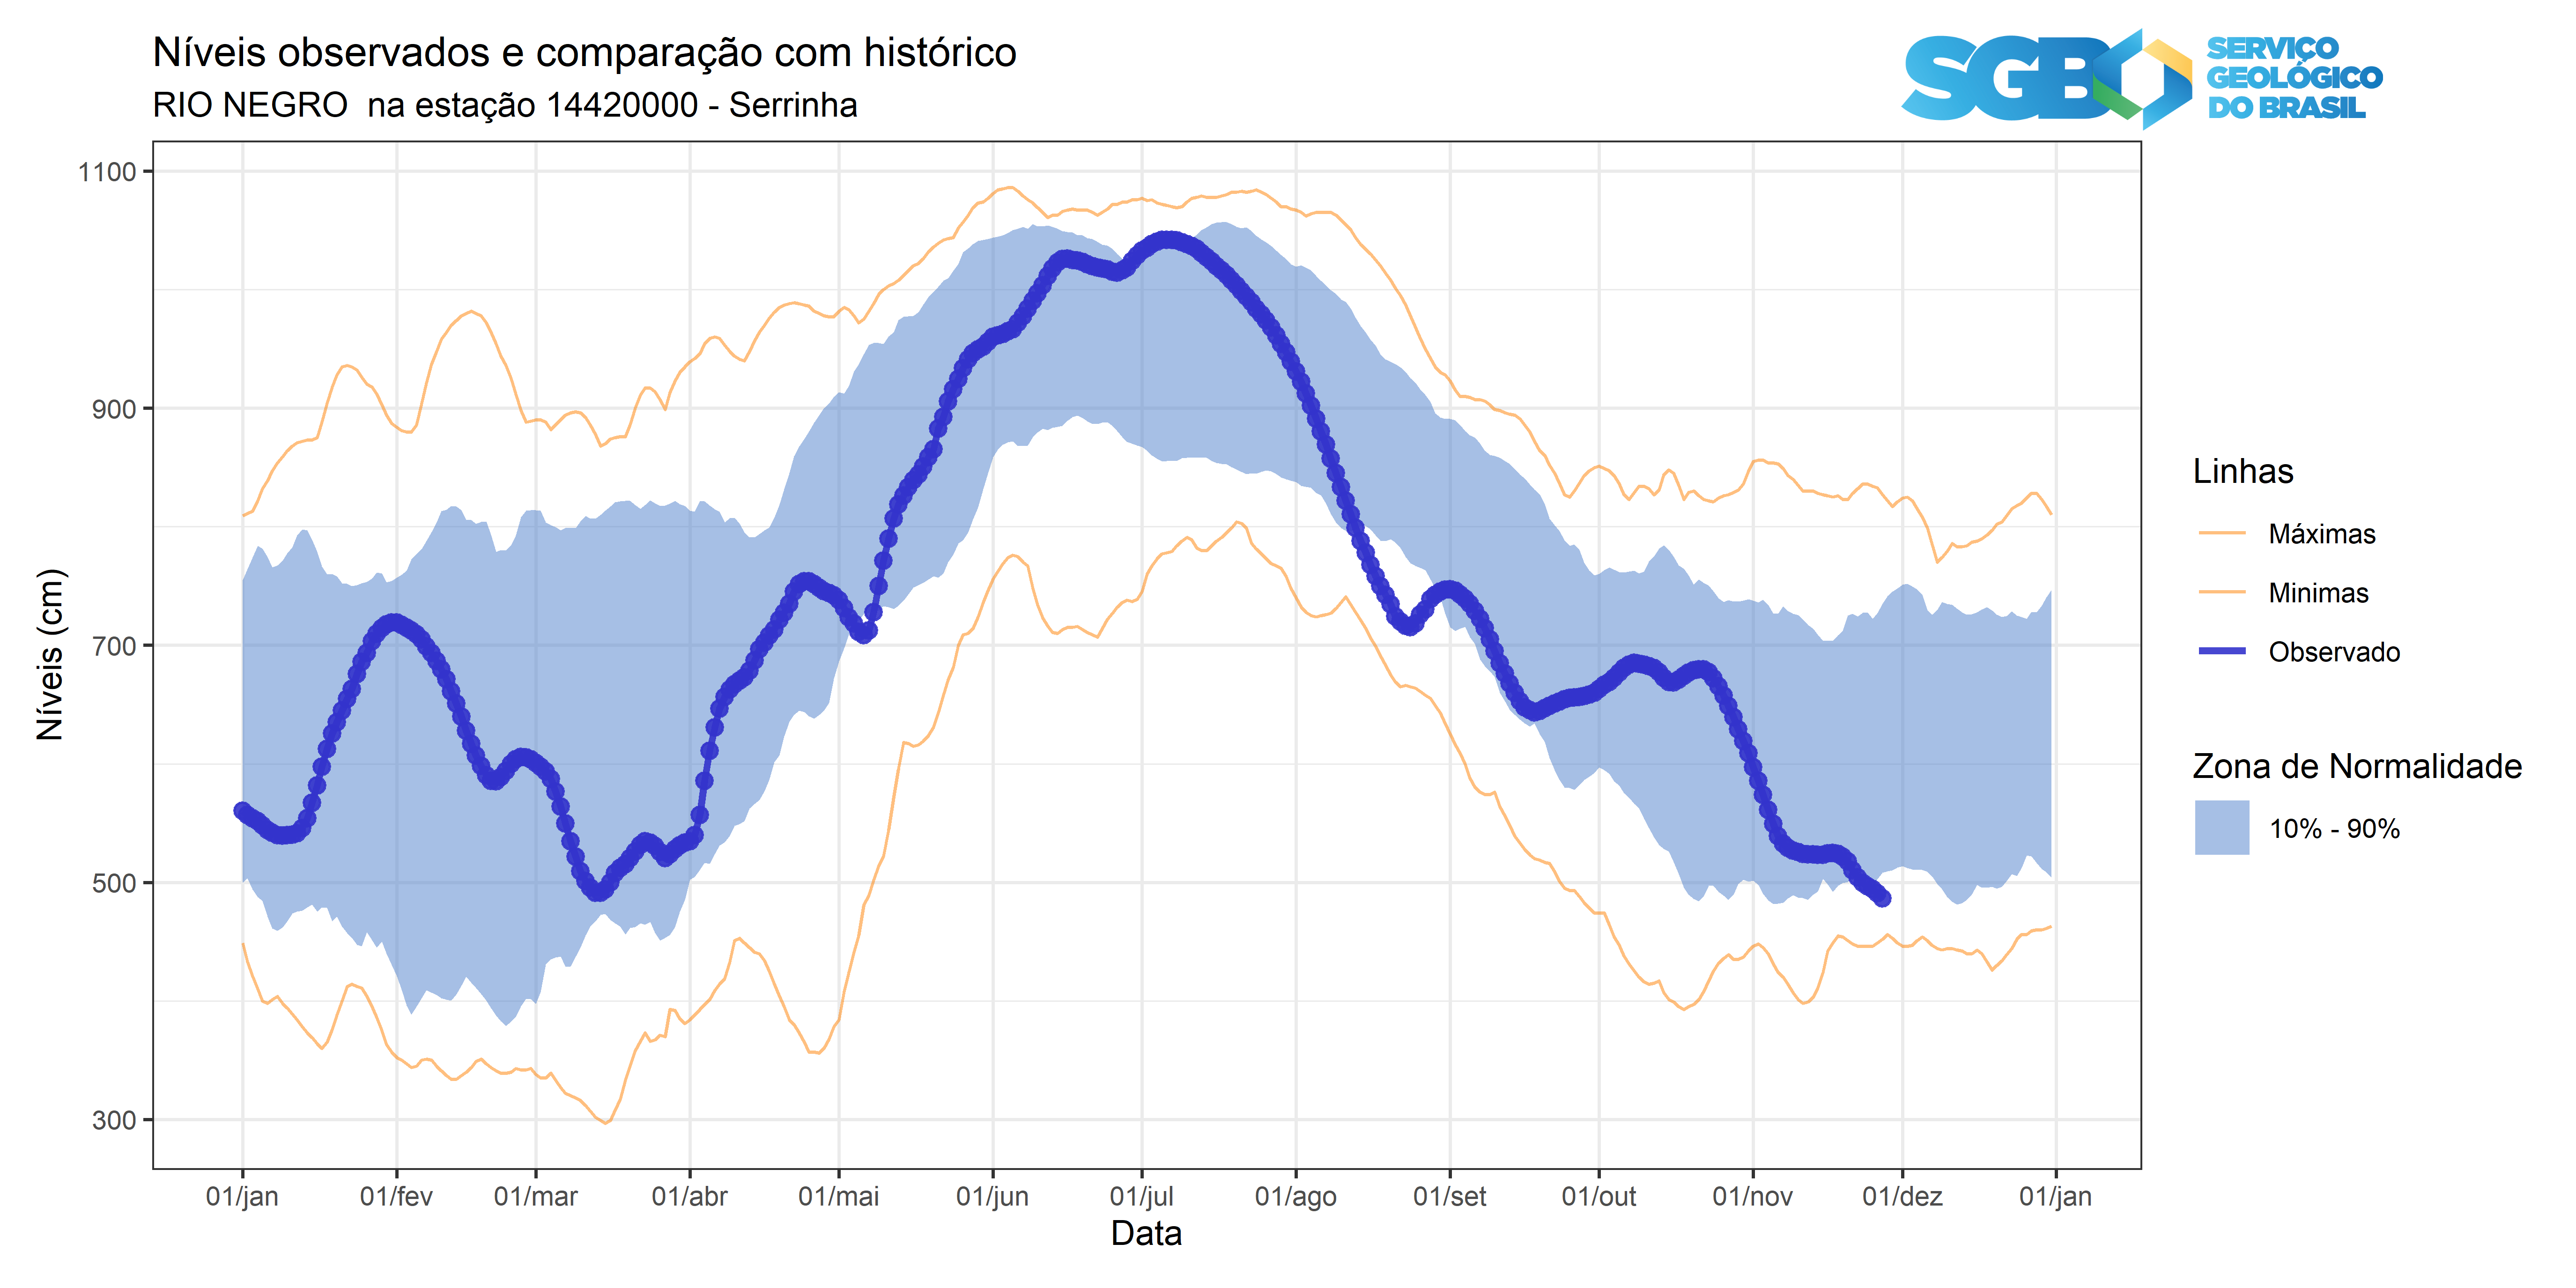 Níveis observados e comparação com histórico
RIO NEGRO  na estação 14420000 - Serrinha
SGB
SERVIÇO
GEOLÓGICO
DO BRASIL
1100
900
700
500
300
Níveis (cm)
01/jan
01/fev
01/mar
01/abr
01/mai
01/jun
01/jul
01/ago
01/set
01/out
01/nov
01/dez
01/jan
Data
Linhas
Máximas
Minimas
Observado
Zona de Normalidade
10% - 90%